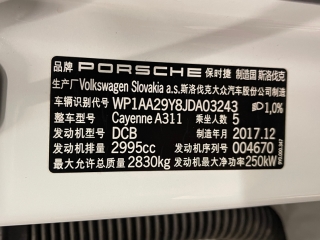 品牌 PORSCHE 保时捷 制造国 斯洛伐克
生产厂 Volkswagen Slovakia a.s. 斯洛伐克大众汽车股份公司制造
车辆识别代号 WP1AA29Y8JDA03243 1,0%
整车型号 Cayenne A311 乘坐人数 5
发动机型号 DCB 制造年月 2017.12
发动机排量 2995cc 发动机序列号 004670
最大允许总质量 2830kg 发动机最大净功率 250kW